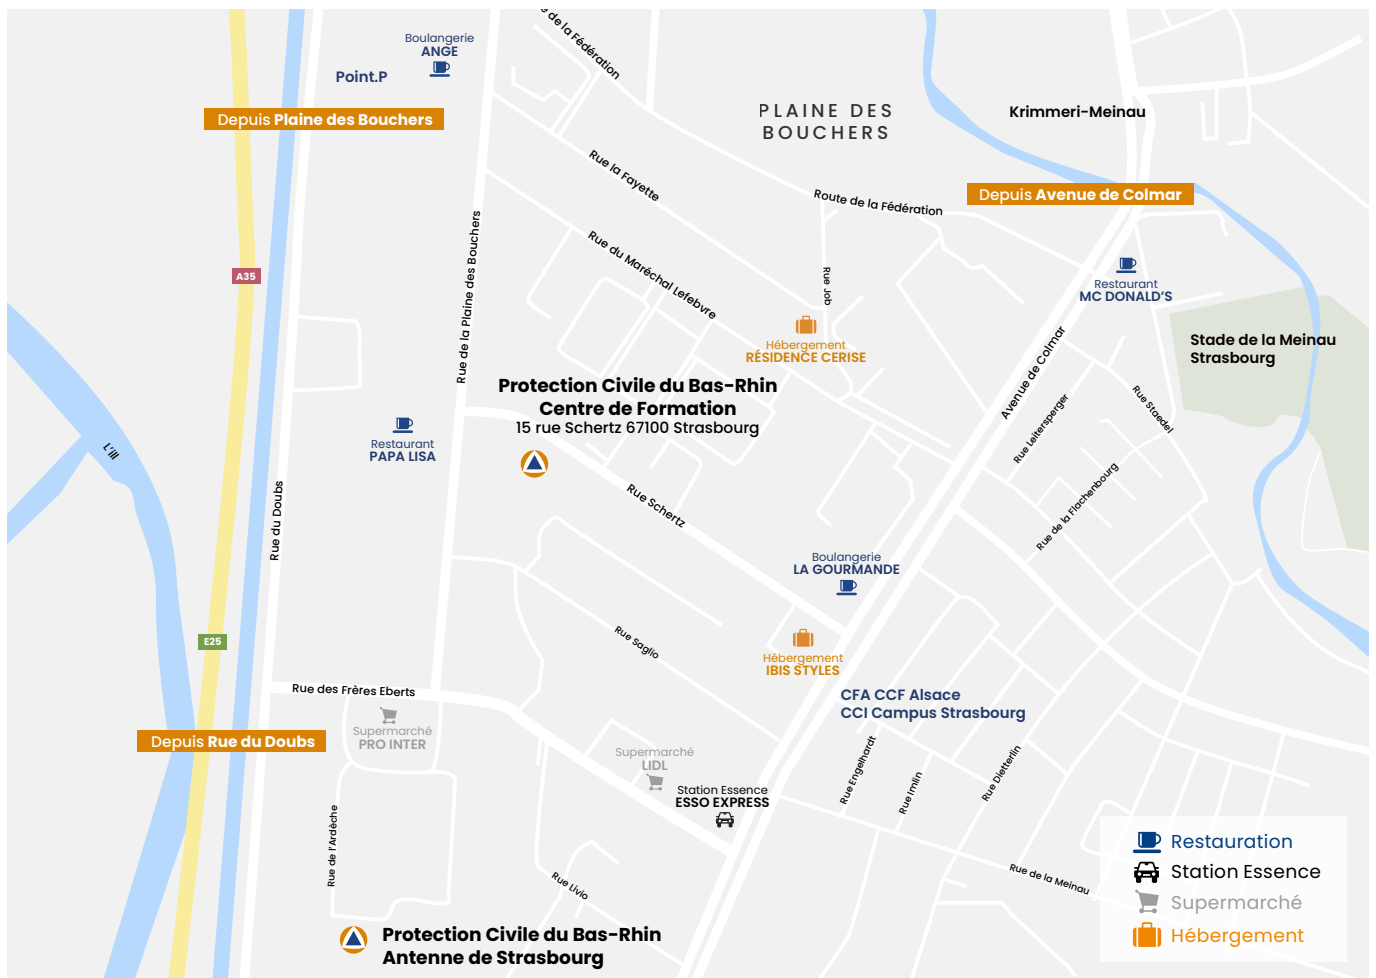 Boulangerie
ANGE
Point.P
Depuis Plaine des Bouchers
de la Fédération
PLAINE DES
BOUCHERS
Krimmeri-Meinau
Rue la Fayette
Route de la Fédération
Depuis Avenue de Colmar
Rue de la Plaine des Bouchers
Rue du Maréchal Lefebvre
Rue Job
A35
Restaurant
MC DONALD'S
Hébergement
RÉSIDENCE CERISE
Stade de la Meinau
Strasbourg
Avenue de Colmar
Rue Leitersperger
Rue Staedel
Protection Civile du Bas-Rhin
Centre de Formation
15 rue Schertz 67100 Strasbourg
Restaurant
PAPA LISA
L'Ill
Rue du Doubs
Rue Schertz
Rue de la Flachenbourg
Boulangerie
LA GOURMANDE
E25
Rue Saglio
Hébergement
IBIS STYLES
Rue des Frères Eberts
CFA CCF Alsace
CCI Campus Strasbourg
Supermarché
PRO INTER
Depuis Rue du Doubs
Supermarché
LIDL
Station Essence
ESSO EXPRESS
Rue Engelhardt
Rue Imlin
Rue Dietterlin
Rue de l'Ardèche
Rue Livio
Rue de la Meinau
Restauration
Station Essence
Supermarché
Hébergement
Protection Civile du Bas-Rhin
Antenne de Strasbourg